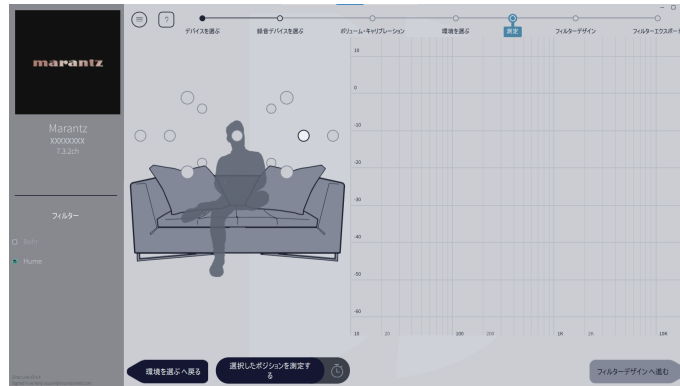 ?
デバイスを選ぶ
録音デバイスを選ぶ
ボリューム・キャリブレーション
環境を選ぶ
測定
フィルターデザイン
フィルターエクスポート
marantz
Marantz
XXXXXXXX
7.3.2ch
フィルター
Hume
10
0
-10
-20
-30
-40
-50
-60
10
20
100
200
1K
2K
10K
環境を選ぶ へ戻る
選択したポジションを測定す
る
フィルターデザイン へ進む